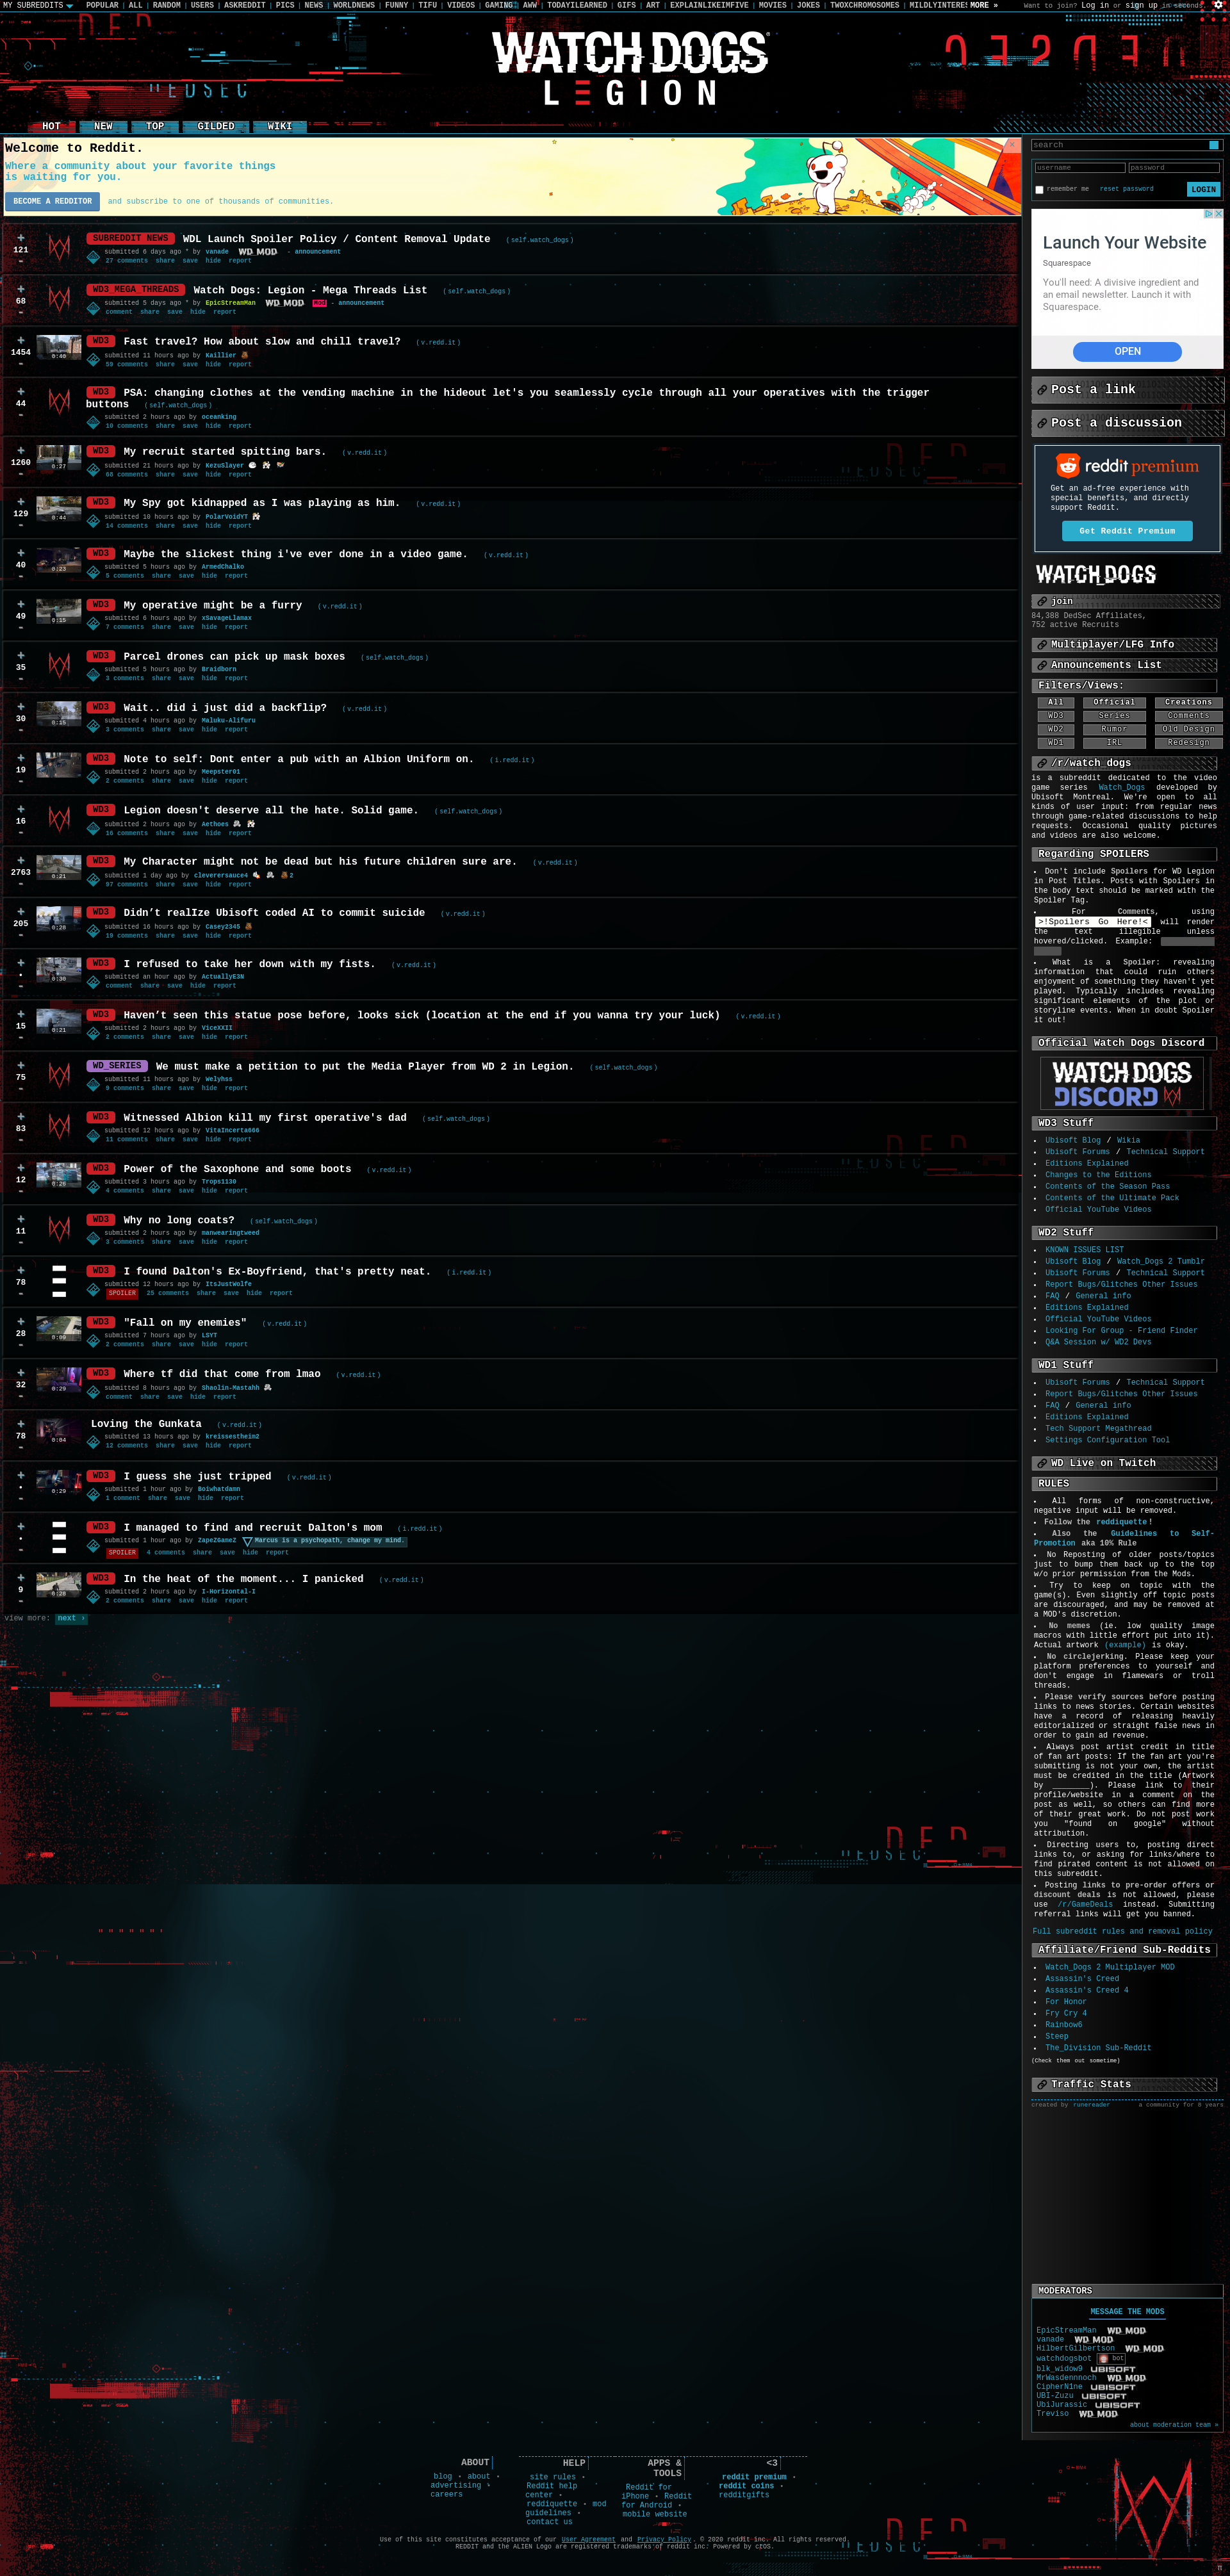 MY SUBREDDITS POPULAR | ALL | RANDOM | USERS | ASKREDDIT | PICS | NEWS | WORLDNEWS | FUNNY | TIFU | VIDEOS | GAMING | AWW | TODAYILEARNED | GIFS | ART | EXPLAINLIKEIMFIVE | MOVIES | JOKES | TWOXCHROMOSOMES | MILDLYINTERES MORE »
Want to join? Log in or sign up in seconds.
WATCH DOGS
LEGION
HOT NEW TOP GILDED WIKI
Welcome to Reddit.
Where a community about your favorite things
is waiting for you.
BECOME A REDDITOR and subscribe to one of thousands of communities.
121
SUBREDDIT NEWS WDL Launch Spoiler Policy / Content Removal Update (self.watch_dogs)
submitted 6 days ago * by vanade WD_MOD - announcement
27 comments share save hide report
68
WD3_MEGA_THREADS Watch Dogs: Legion - Mega Threads List (self.watch_dogs)
submitted 5 days ago * by EpicStreamMan WD_MOD Mod - announcement
comment share save hide report
1454
0:40
WD3 Fast travel? How about slow and chill travel? (v.redd.it)
submitted 11 hours ago by Kaillier
59 comments share save hide report
44
WD3 PSA: changing clothes at the vending machine in the hideout let's you seamlessly cycle through all your operatives with the trigger
buttons (self.watch_dogs)
submitted 2 hours ago by oceanking
10 comments share save hide report
1260
0:27
WD3 My recruit started spitting bars. (v.redd.it)
submitted 21 hours ago by KezuSlayer
68 comments share save hide report
129
0:44
WD3 My Spy got kidnapped as I was playing as him. (v.redd.it)
submitted 10 hours ago by PolarVoidYT
14 comments share save hide report
40
0:23
WD3 Maybe the slickest thing i've ever done in a video game. (v.redd.it)
submitted 5 hours ago by ArmedChalko
5 comments share save hide report
49
0:15
WD3 My operative might be a furry (v.redd.it)
submitted 6 hours ago by xSavageLlamax
7 comments share save hide report
35
WD3 Parcel drones can pick up mask boxes (self.watch_dogs)
submitted 5 hours ago by Braidborn
3 comments share save hide report
30
0:15
WD3 Wait.. did i just did a backflip? (v.redd.it)
submitted 4 hours ago by Maluku-Alifuru
3 comments share save hide report
19
WD3 Note to self: Dont enter a pub with an Albion Uniform on. (i.redd.it)
submitted 2 hours ago by Meepster01
2 comments share save hide report
16
WD3 Legion doesn't deserve all the hate. Solid game. (self.watch_dogs)
submitted 2 hours ago by Aethoes
16 comments share save hide report
2763
0:21
WD3 My Character might not be dead but his future children sure are. (v.redd.it)
submitted 1 day ago by cleverersauce4 2
97 comments share save hide report
205
0:28
WD3 Didn’t realIze Ubisoft coded AI to commit suicide (v.redd.it)
submitted 16 hours ago by Casey2345
19 comments share save hide report
•
0:30
WD3 I refused to take her down with my fists. (v.redd.it)
submitted an hour ago by ActuallyE3N
comment share save hide report
15
0:21
WD3 Haven’t seen this statue pose before, looks sick (location at the end if you wanna try your luck) (v.redd.it)
submitted 2 hours ago by ViceXXII
2 comments share save hide report
75
WD_SERIES We must make a petition to put the Media Player from WD 2 in Legion. (self.watch_dogs)
submitted 11 hours ago by Welyhss
9 comments share save hide report
83
WD3 Witnessed Albion kill my first operative's dad (self.watch_dogs)
submitted 12 hours ago by VitaIncerta666
11 comments share save hide report
12
0:26
WD3 Power of the Saxophone and some boots (v.redd.it)
submitted 3 hours ago by Trops1130
4 comments share save hide report
11
WD3 Why no long coats? (self.watch_dogs)
submitted 2 hours ago by manwearingtweed
3 comments share save hide report
78
WD3 I found Dalton's Ex-Boyfriend, that's pretty neat. (i.redd.it)
submitted 12 hours ago by ItsJustWolfe
SPOILER 25 comments share save hide report
28
0:09
WD3 "Fall on my enemies" (v.redd.it)
submitted 7 hours ago by LSYT
2 comments share save hide report
32
0:29
WD3 Where tf did that come from lmao (v.redd.it)
submitted 8 hours ago by Shaolin-Mastahh
comment share save hide report
78
0:04
Loving the Gunkata (v.redd.it)
submitted 13 hours ago by kreissestheim2
12 comments share save hide report
•
0:29
WD3 I guess she just tripped (v.redd.it)
submitted 1 hour ago by Boiwhatdamn
1 comment share save hide report
•
WD3 I managed to find and recruit Dalton's mom (i.redd.it)
submitted 1 hour ago by ZapeZGameZ Marcus is a psychopath, change my mind.
SPOILER 4 comments share save hide report
9
0:28
WD3 In the heat of the moment... I panicked (v.redd.it)
submitted 2 hours ago by I-Horizontal-I
2 comments share save hide report
view more: next ›
search
username password
remember me reset password LOGIN
Launch Your Website
Squarespace
You'll need: A divisive ingredient and
an email newsletter. Launch it with
Squarespace.
OPEN
Post a link
Post a discussion
reddit premium
Get an ad-free experience with
special benefits, and directly
support Reddit.
Get Reddit Premium
WATCH_DOGS
join
84,388 DedSec Affiliates,
752 active Recruits
Multiplayer/LFG Info
Announcements List
Filters/Views:
All Official Creations
WD3 Series Comments
WD2 Rumor Old Design
WD1 IRL Redesign
/r/watch_dogs
is a subreddit dedicated to the video
game series Watch_Dogs developed by
Ubisoft Montreal. We're open to all
kinds of user input: from regular news
through game-related discussions to help
requests. Occasional quality pictures
and videos are also welcome.
Regarding SPOILERS
• Don't include Spoilers for WD Legion
in Post Titles. Posts with Spoilers in
the body text should be marked with the
Spoiler Tag.
• For Comments, using
>!Spoilers Go Here!< will render
the text illegible unless
hovered/clicked. Example:
• What is a Spoiler: revealing
information that could ruin others
enjoyment of something they haven't yet
played. Typically includes revealing
significant elements of the plot or
storyline events. When in doubt Spoiler
it out!
Official Watch Dogs Discord
WATCH DOGS
DISCORD
WD3 Stuff
• Ubisoft Blog / Wikia
• Ubisoft Forums / Technical Support
• Editions Explained
• Changes to the Editions
• Contents of the Season Pass
• Contents of the Ultimate Pack
• Official YouTube Videos
WD2 Stuff
• KNOWN ISSUES LIST
• Ubisoft Blog / Watch_Dogs 2 Tumblr
• Ubisoft Forums / Technical Support
• Report Bugs/Glitches Other Issues
• FAQ / General info
• Editions Explained
• Official YouTube Videos
• Looking For Group - Friend Finder
• Q&A Session w/ WD2 Devs
WD1 Stuff
• Ubisoft Forums / Technical Support
• Report Bugs/Glitches Other Issues
• FAQ / General info
• Editions Explained
• Tech Support Megathread
• Settings Configuration Tool
WD Live on Twitch
RULES
• All forms of non-constructive,
negative input will be removed.
• Follow the reddiquette!
• Also the Guidelines to Self-
Promotion aka 10% Rule
• No Reposting of older posts/topics
just to bump them back up to the top
w/o prior permission from the Mods.
• Try to keep on topic with the
game(s). Even slightly off topic posts
are discouraged, and may be removed at
a MOD's discretion.
• No memes (ie. low quality image
macros with little effort put into it).
Actual artwork (example) is okay.
• No circlejerking. Please keep your
platform preferences to yourself and
don't engage in flamewars or troll
threads.
• Please verify sources before posting
links to news stories. Certain websites
have a record of releasing heavily
editorialized or straight false news in
order to gain ad revenue.
• Always post artist credit in title
of fan art posts: If the fan art you're
submitting is not your own, the artist
must be credited in the title (Artwork
by ________). Please link to their
profile/website in a comment on the
post as well, so others can find more
of their great work. Do not post work
you "found on google" without
attribution.
• Directing users to, posting direct
links to, or asking for links/where to
find pirated content is not allowed on
this subreddit.
• Posting links to pre-order offers or
discount deals is not allowed, please
use /r/GameDeals instead. Submitting
referral links will get you banned.
Full subreddit rules and removal policy
Affiliate/Friend Sub-Reddits
• Watch_Dogs 2 Multiplayer MOD
• Assassin's Creed
• Assassin's Creed 4
• For Honor
• Fry Cry 4
• Rainbow6
• Steep
• The_Division Sub-Reddit
(Check them out sometime)
Traffic Stats
created by runereader a community for 8 years
MODERATORS
MESSAGE THE MODS
EpicStreamMan WD_MOD
vanade WD_MOD
HilbertGilbertson WD_MOD
watchdogsbot bot
blk_widow9 UBISOFT
MrWasdennnoch WD_MOD
CipherN1ne UBISOFT
UBI-Zuzu UBISOFT
UbiJurassic UBISOFT
Treviso WD_MOD
about moderation team »
ABOUT
blog • about •
advertising •
careers
HELP
site rules •
Reddit help
center •
reddiquette • mod
guidelines •
contact us
APPS &
TOOLS
Reddit for
iPhone • Reddit
for Android •
mobile website
<3
reddit premium •
reddit coins •
redditgifts
Use of this site constitutes acceptance of our User Agreement and Privacy Policy. © 2020 reddit inc. All rights reserved.
REDDIT and the ALIEN Logo are registered trademarks of reddit inc. Powered by ctOS.